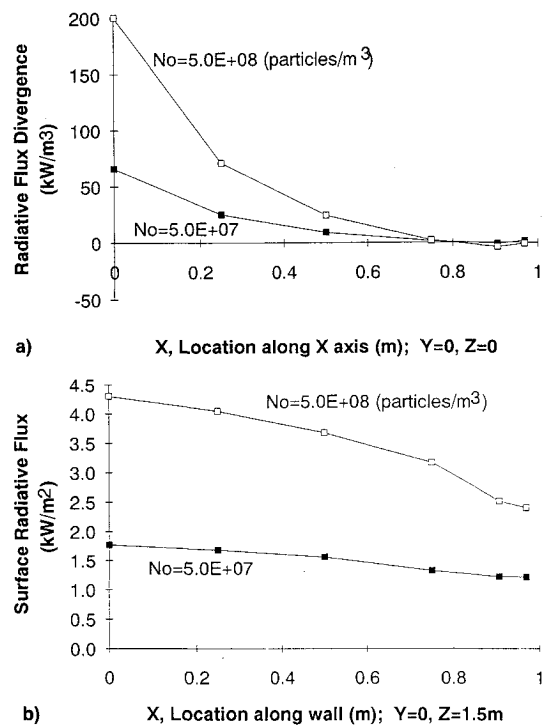 200
150
100
50
0
-50
Radiative Flux Divergence
(kW/m3)
No=5.0E+08 (particles/m3)
No=5.0E+07
0 0.2 0.4 0.6 0.8 1
a) X, Location along X axis (m); Y=0, Z=0
4.5
4.0
3.5
3.0
2.5
2.0
1.5
1.0
0.5
0.0
Surface Radiative Flux
(kW/m2)
No=5.0E+08 (particles/m3)
No=5.0E+07
0 0.2 0.4 0.6 0.8 1
b) X, Location along wall (m); Y=0, Z=1.5m